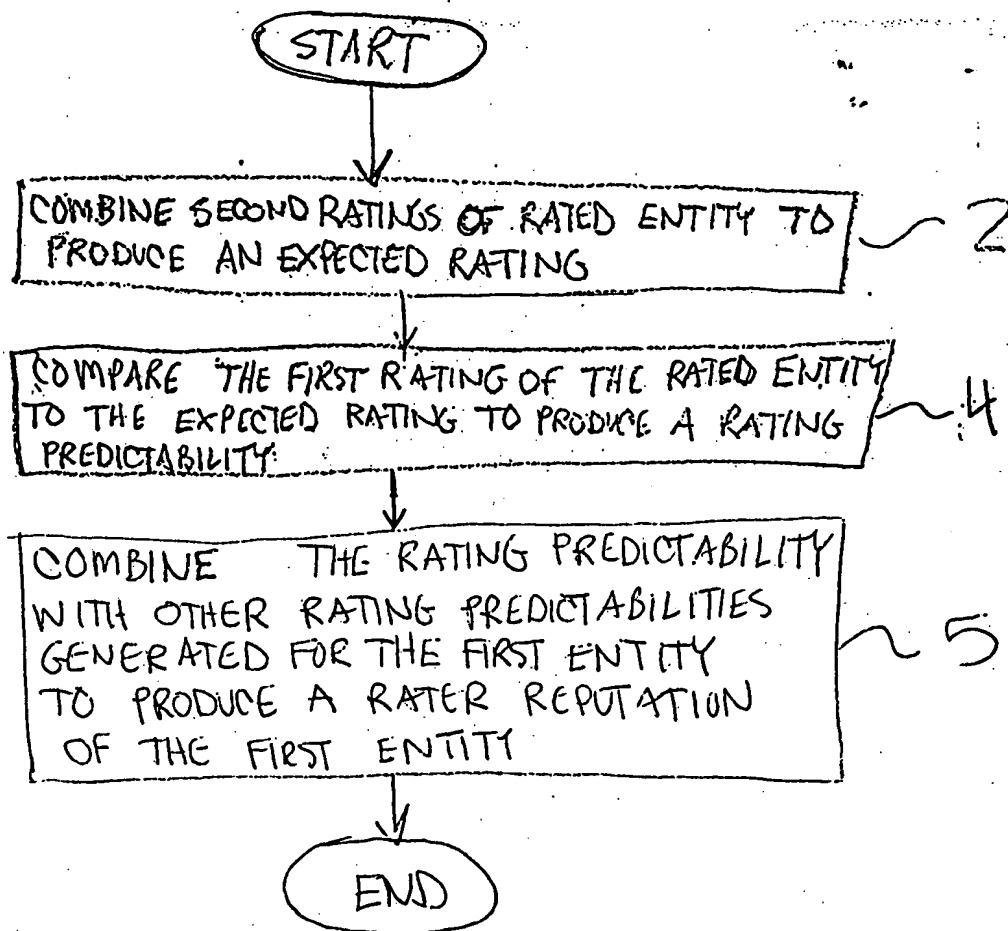 START
COMBINE SECOND RATINGS OF RATED ENTITY TO
PRODUCE AN EXPECTED RATING
2
COMPARE THE FIRST RATING OF THE RATED ENTITY
TO THE EXPECTED RATING TO PRODUCE A RATING
PREDICTABILITY
4
COMBINE THE RATING PREDICTABILITY
WITH OTHER RATING PREDICTABILITIES
GENERATED FOR THE FIRST ENTITY
TO PRODUCE A RATER REPUTATION
OF THE FIRST ENTITY
5
END